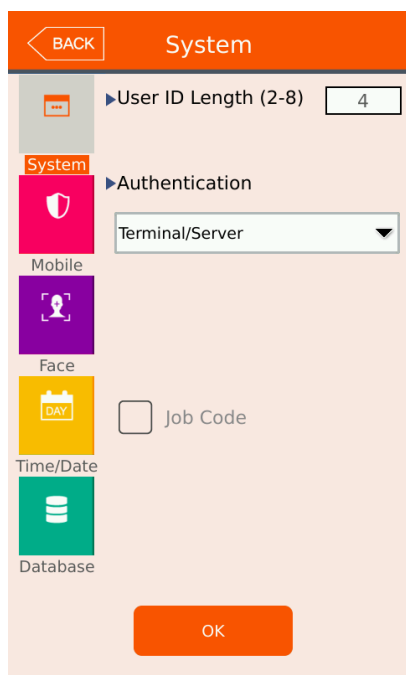 BACK
System
System
Mobile
Face
DAY
Time/Date
Database
User ID Length (2-8)
4
Authentication
Terminal/Server
Job Code
OK